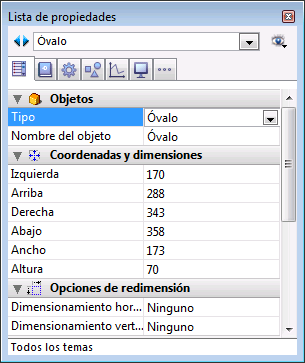 Lista de propiedades
Óvalo
Objetos
Tipo Óvalo
Nombre del objeto Óvalo
Coordenadas y dimensiones
Izquierda 170
Arriba 288
Derecha 343
Abajo 358
Ancho 173
Altura 70
Opciones de redimensión
Dimensionamiento hor... Ninguno
Dimensionamiento vert... Ninguno
Todos los temas